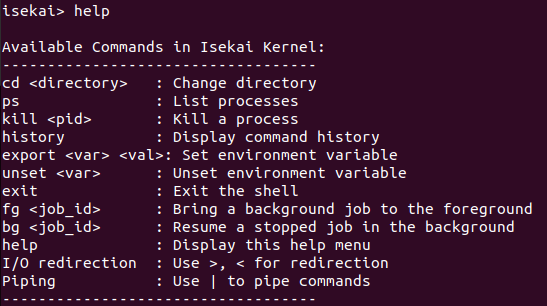 isekai> help
Available Commands in Isekai Kernel:
-----------------------------------
cd <directory>   : Change directory
ps               : List processes
kill <pid>       : Kill a process
history          : Display command history
export <var> <val>: Set environment variable
unset <var>      : Unset environment variable
exit             : Exit the shell
fg <job_id>      : Bring a background job to the foreground
bg <job_id>      : Resume a stopped job in the background
help             : Display this help menu
I/O redirection  : Use >, < for redirection
Piping           : Use | to pipe commands
-----------------------------------